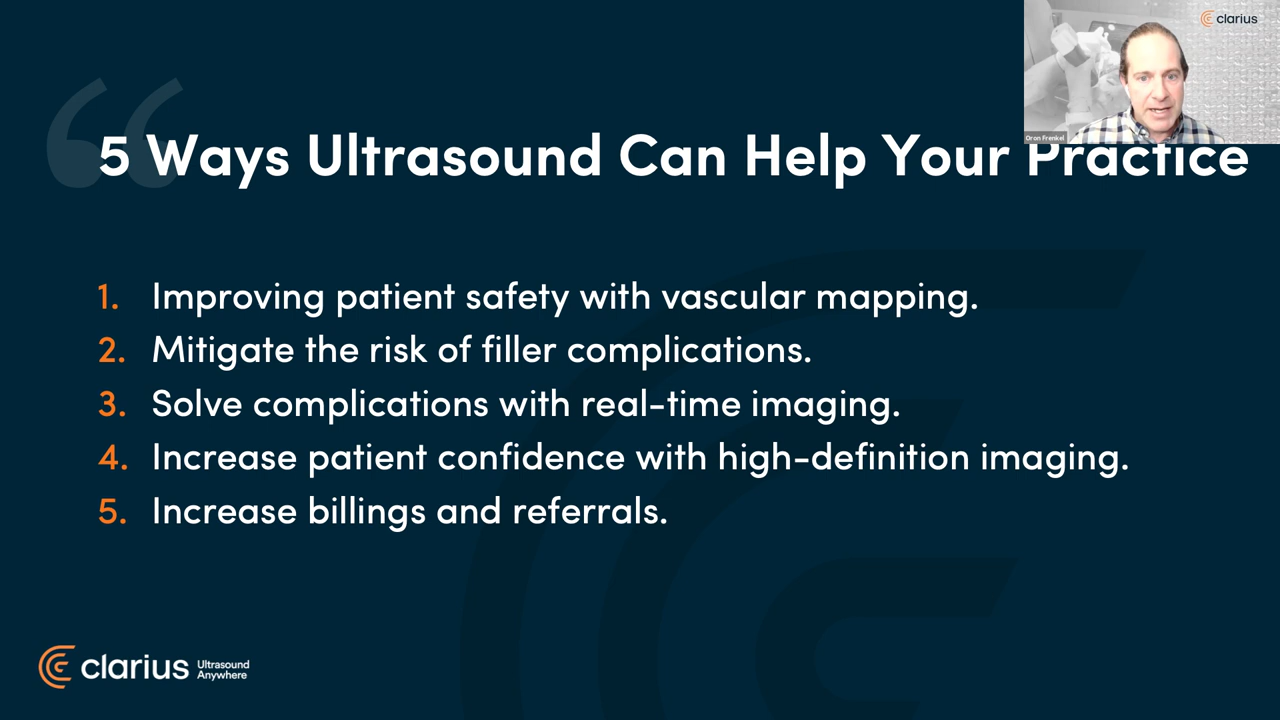 clarius
Oron Frenkel
5 Ways Ultrasound Can Help Your Practice
1. Improving patient safety with vascular mapping.
2. Mitigate the risk of filler complications.
3. Solve complications with real-time imaging.
4. Increase patient confidence with high-definition imaging.
5. Increase billings and referrals.
clarius Ultrasound
Anywhere